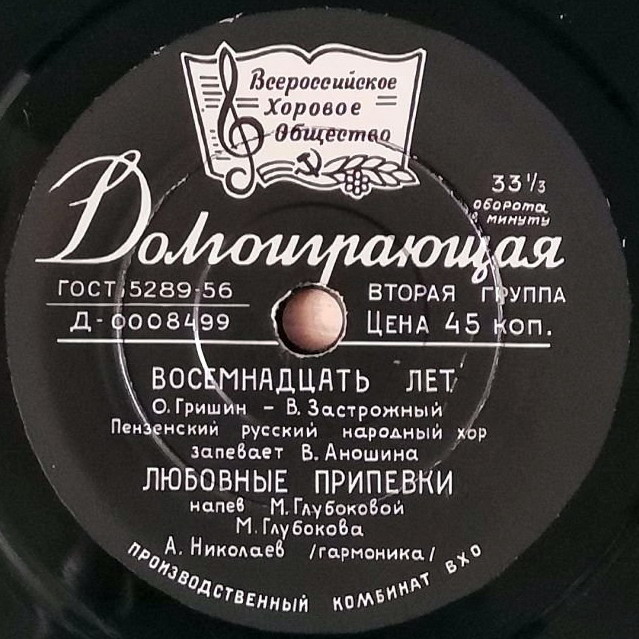 Всероссийское
Хоровое
Общество
33 1/3
оборота
в минуту
Долгоиграющая
ГОСТ 5289-56
ВТОРАЯ ГРУППА
Д-0008499
ЦЕНА 45 КОП.
ВОСЕМНАДЦАТЬ ЛЕТ
О. Гришин – В. Застрожный
Пензенский русский народный хор
запевает В. Аношина
ЛЮБОВНЫЕ ПРИПЕВКИ
напев М. Глубоковой
М. Глубокова
А. Николаев /гармоника/
ПРОИЗВОДСТВЕННЫЙ КОМБИНАТ ВХО